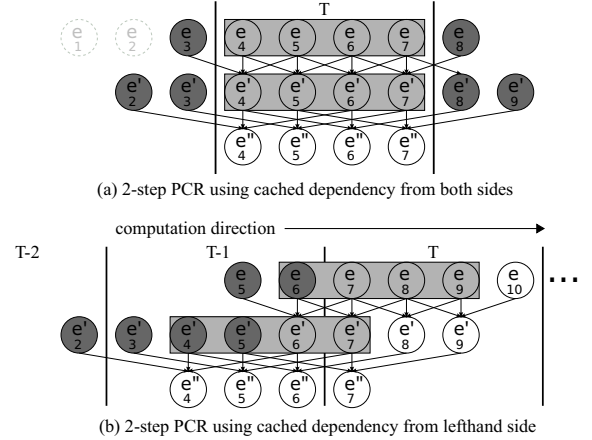 T
e 1 e 2 e 3 e 4 e 5 e 6 e 7 e 8
e' 2 e' 3 e' 4 e' 5 e' 6 e' 7 e' 8 e' 9
e" 4 e" 5 e" 6 e" 7
(a) 2-step PCR using cached dependency from both sides
computation direction
T-2 T-1 T
e 5 e 6 e 7 e 8 e 9 e 10 ...
e' 2 e' 3 e' 4 e' 5 e' 6 e' 7 e' 8 e' 9
e" 4 e" 5 e" 6 e" 7
(b) 2-step PCR using cached dependency from lefthand side